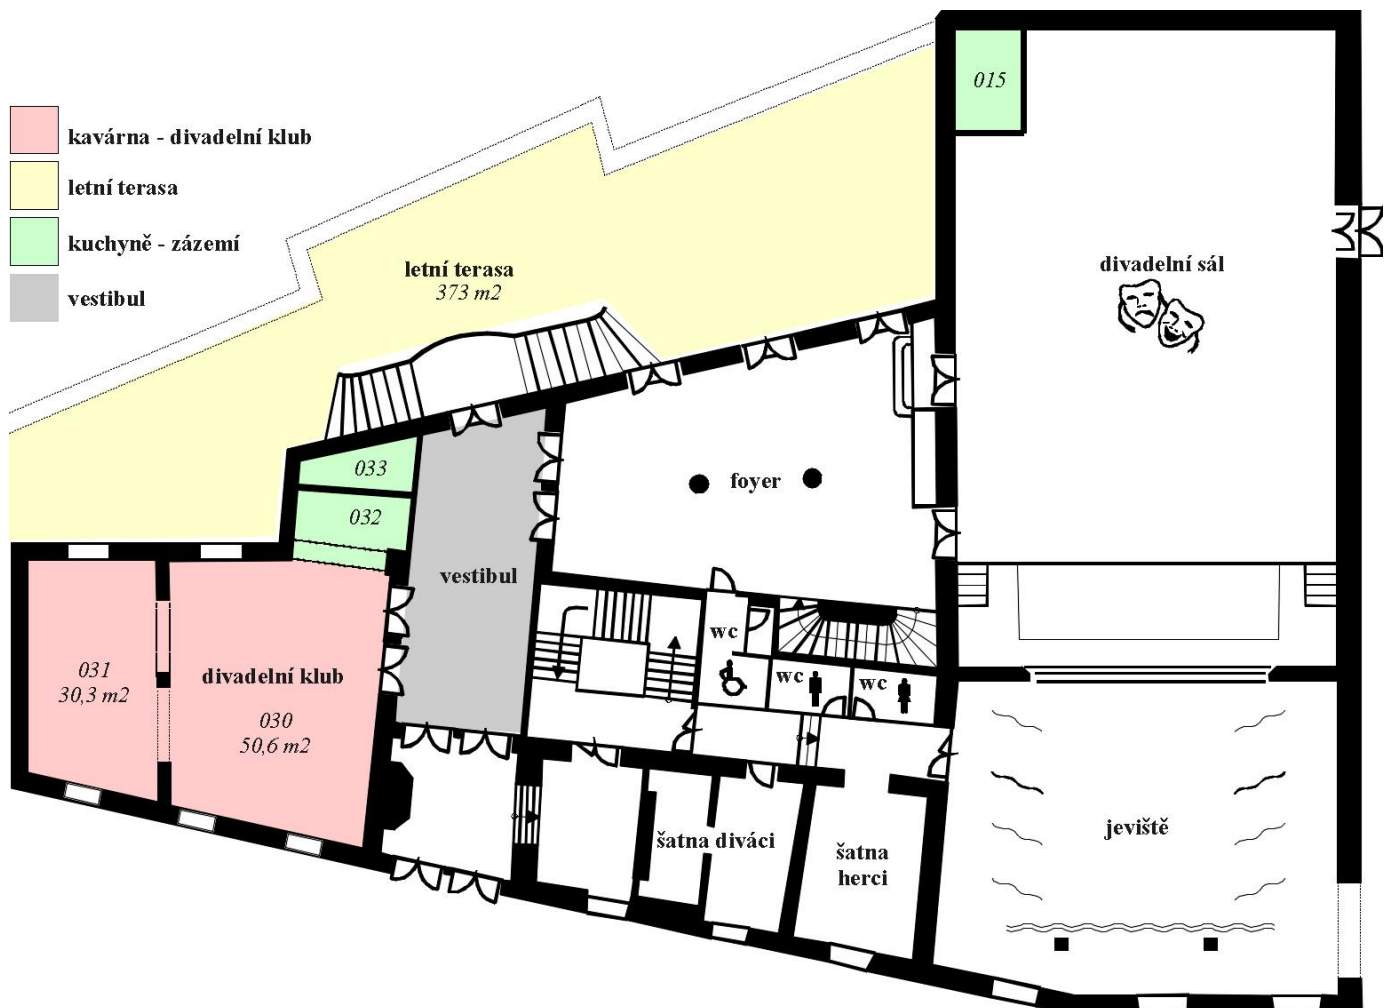 kavárna - divadelní klub
letní terasa
kuchyně - zázemí
vestibul
015
letní terasa
373 m2
divadelní sál
033
032
foyer
vestibul
wc
wc
wc
031
30,3 m2
divadelní klub
030
50,6 m2
šatna diváci
šatna
herci
jeviště